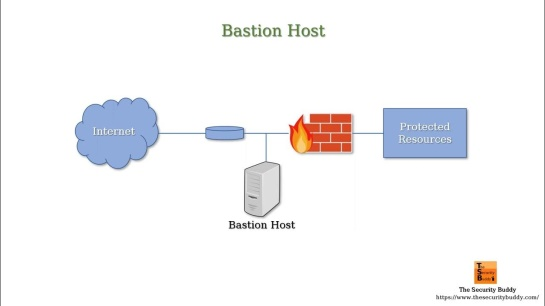 Bastion Host
Internet
Protected
Resources
Bastion Host
The Security Buddy
https://www.thesecuritybuddy.com/